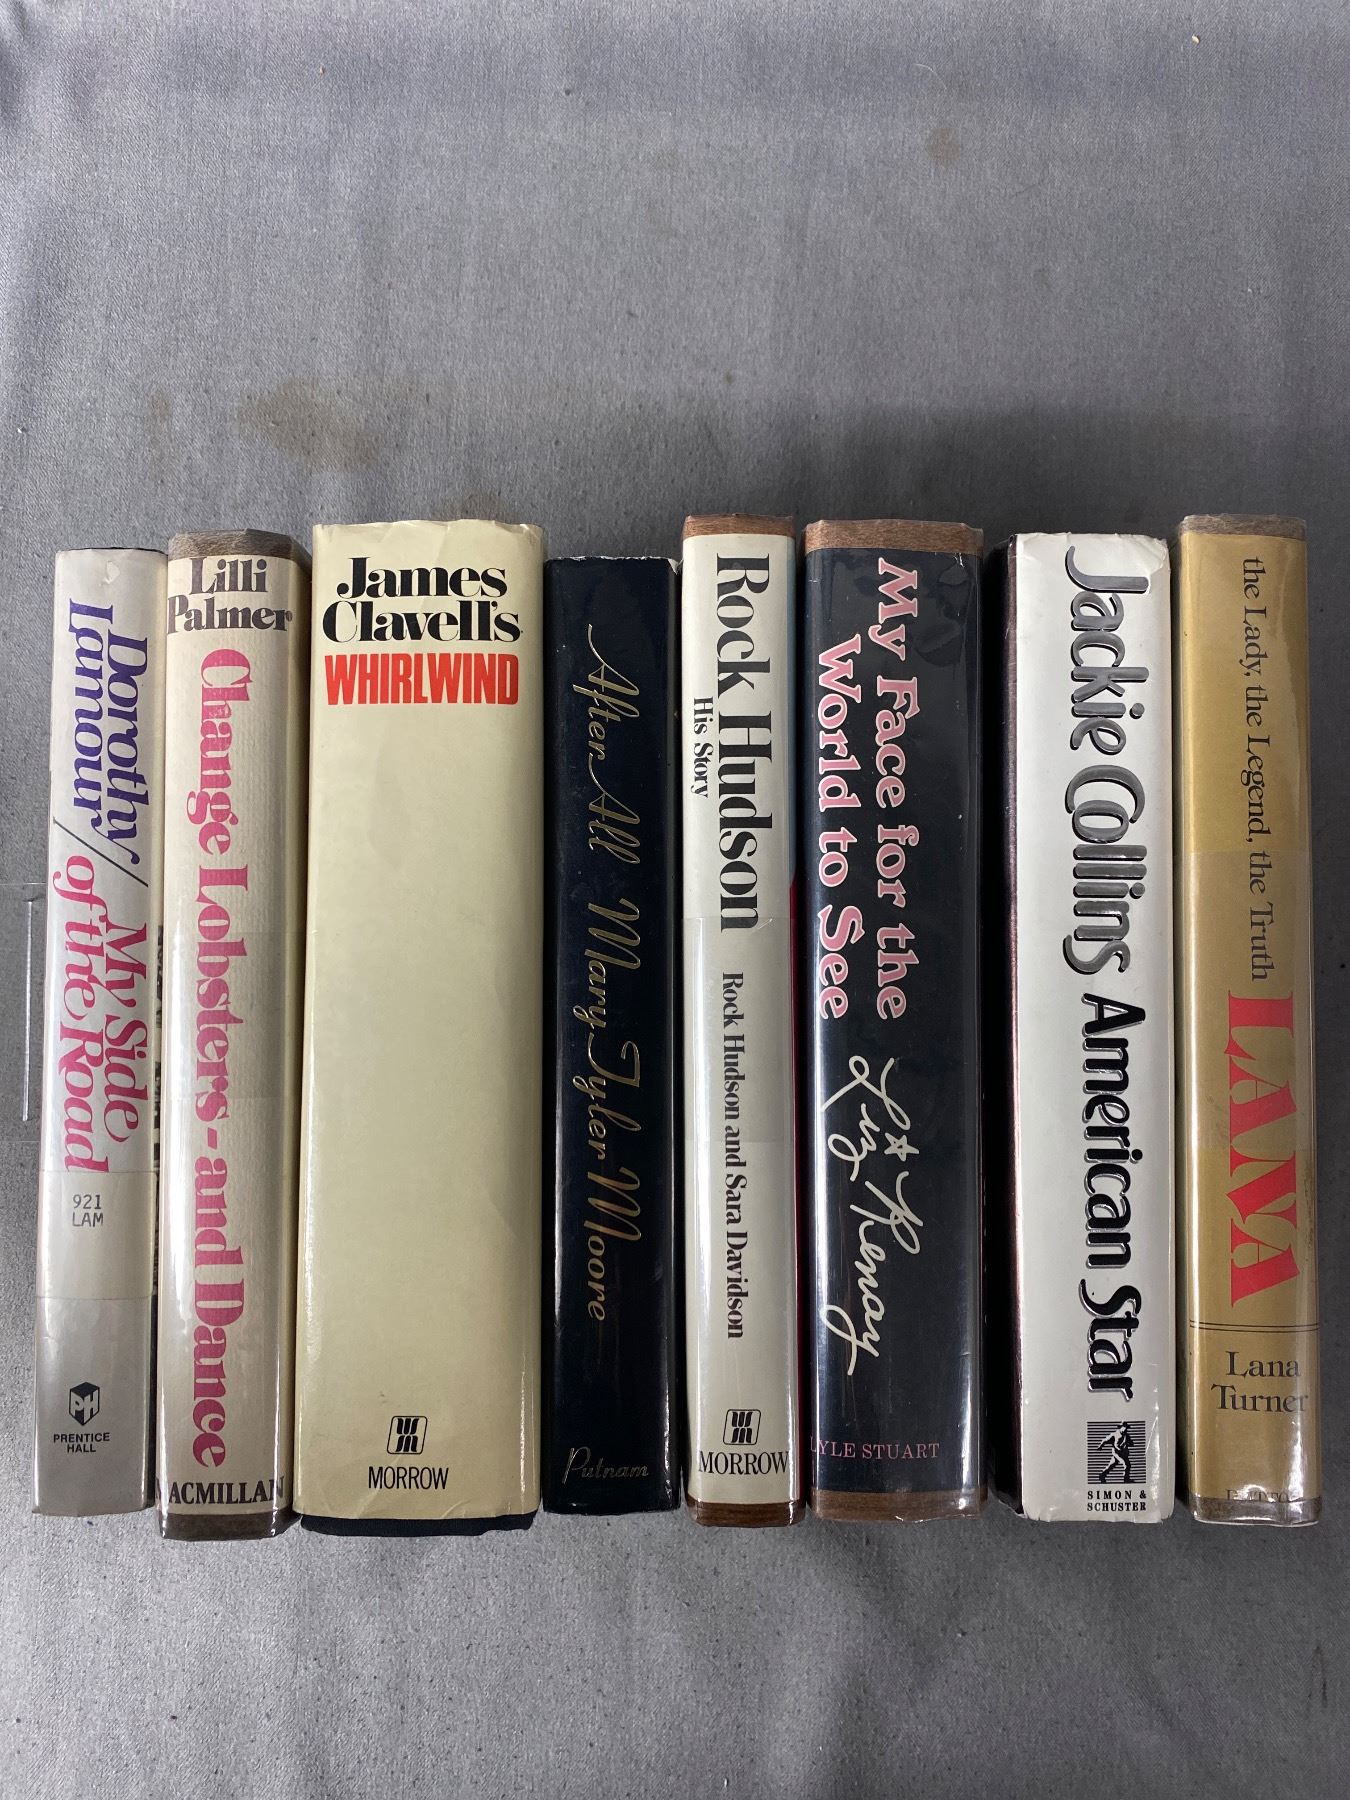 Dorothy
Lamour/
My Side
of the Road
921
LAM
PH
PRENTICE
HALL
Lilli
Palmer
Change Lobsters-and Dance
MACMILLAN
James
Clavell's
WHIRLWIND
MORROW
After All Mary Tyler Moore
Putnam
Rock Hudson
His Story
Rock Hudson and Sara Davidson
MORROW
My Face for the
World to See
Liz Renay
LYLE STUART
Jackie Collins American Star
SIMON &
SCHUSTER
the Lady, the Legend, the Truth
LANA
Lana
Turner